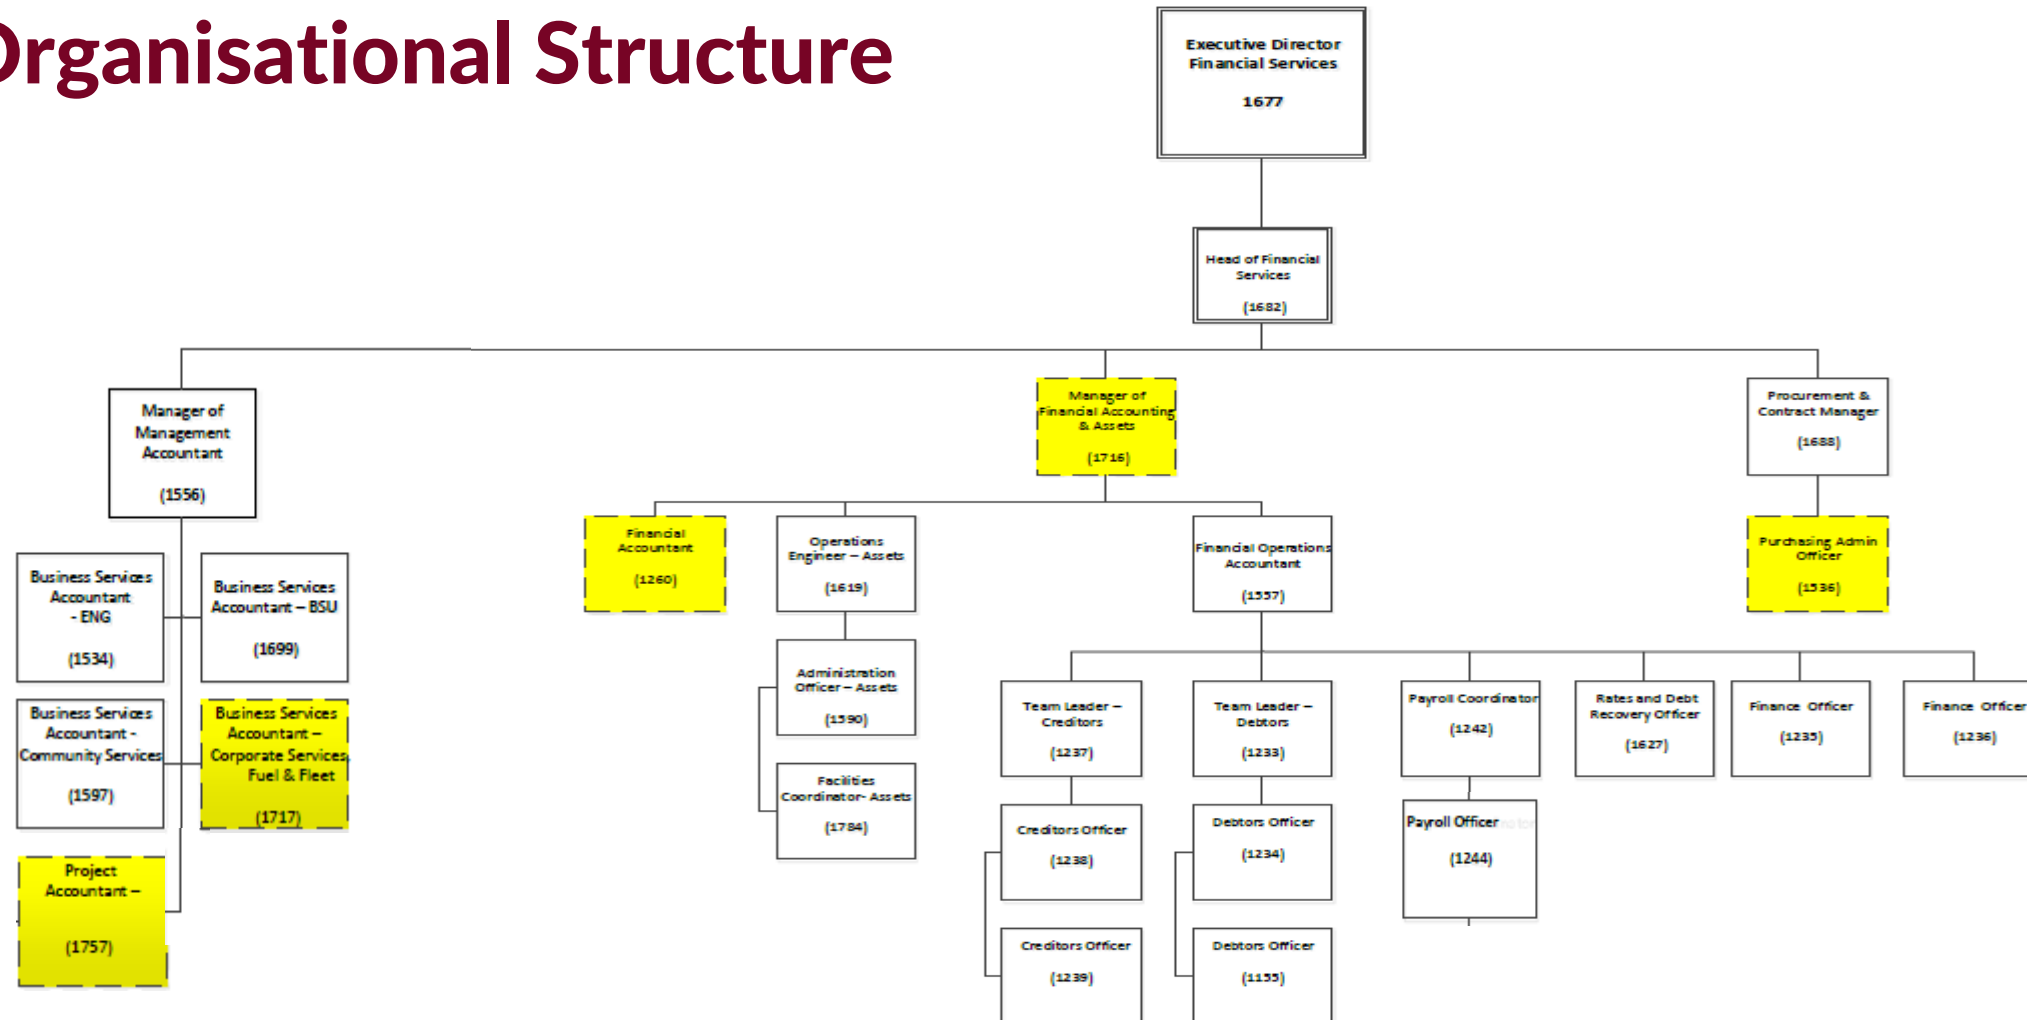 Organisational Structure
Executive Director
Financial Services
1677
Head of Financial
Services
(1682)
Manager of
Management
Accountant
(1556)
Manager of
Financial Accounting
& Assets
(1716)
Procurement &
Contract Manager
(1688)
Business Services
Accountant
- ENG
(1534)
Business Services
Accountant – BSU
(1699)
Business Services
Accountant -
Community Services
(1597)
Business Services
Accountant –
Corporate Services,
Fuel & Fleet
(1717)
Project
Accountant –
(1757)
Financial
Accountant
(1260)
Operations
Engineer – Assets
(1619)
Financial Operations
Accountant
(1557)
Purchasing Admin
Officer
(1536)
Administration
Officer – Assets
(1590)
Facilities
Coordinator- Assets
(1784)
Team Leader –
Creditors
(1237)
Team Leader –
Debtors
(1233)
Payroll Coordinator
(1242)
Rates and Debt
Recovery Officer
(1627)
Finance Officer
(1235)
Finance Officer
(1236)
Creditors Officer
(1238)
Debtors Officer
(1234)
Payroll Officer
(1244)
Creditors Officer
(1239)
Debtors Officer
(1155)